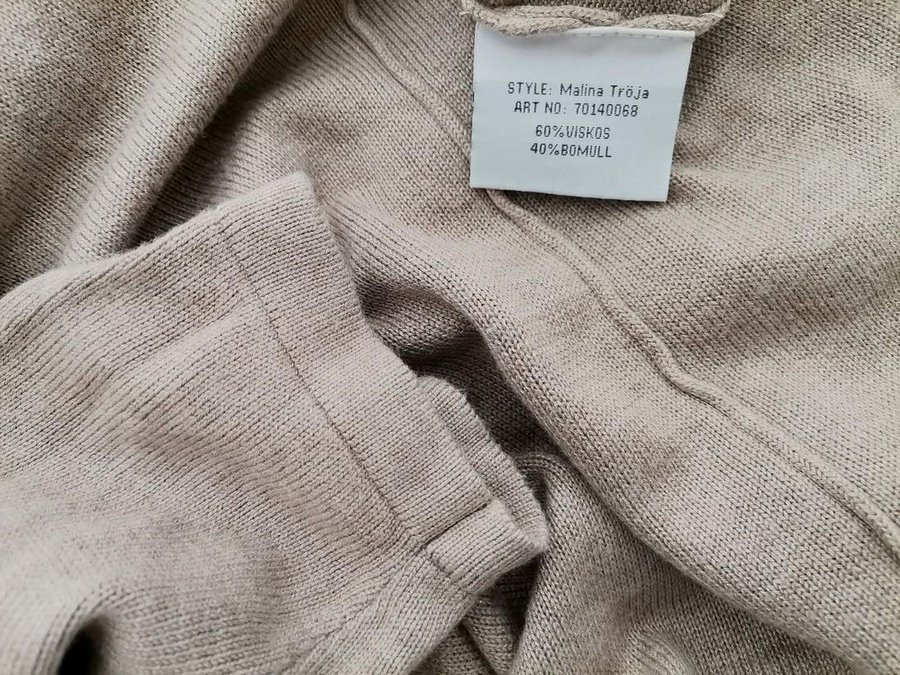 STYLE: Malina Tröja
ART NO: 70140068
60%VISKOS
40%BOMULL